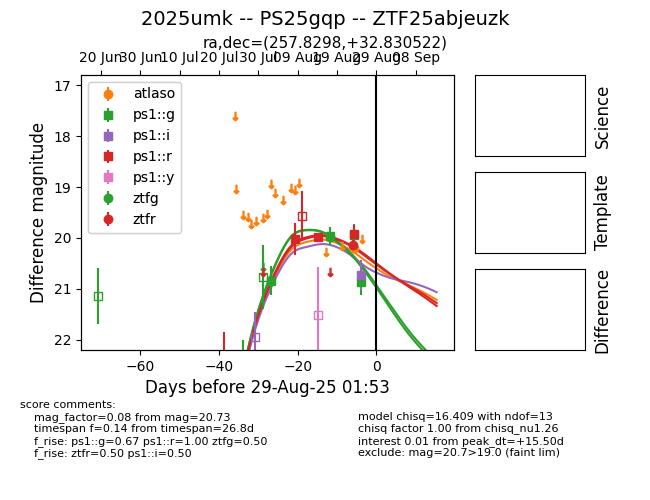 2025umk -- PS25gqp -- ZTF25abjeuzk
ra,dec=(257.8298,+32.830522)
20 Jun 30 Jun 10 Jul 20 Jul 30 Jul 09 Aug 19 Aug 29 Aug 08 Sep
17
18
19
20
21
22
Difference magnitude
atlaso
ps1::g
ps1::i
ps1::r
ps1::y
ztfg
ztfr
−60 −40 −20 0
Days before 29-Aug-25 01:53
Science
Template
Difference
score comments:
mag_factor=0.08 from mag=20.73
timespan f=0.14 from timespan=26.8d
f_rise: ps1::g=0.67 ps1::r=1.00 ztfg=0.50
f_rise: ztfr=0.50 ps1::i=0.50
model chisq=16.409 with ndof=13
chisq factor 1.00 from chisq_nu1.26
interest 0.01 from peak_dt=+15.50d
exclude: mag=20.7>19.0 (faint lim)